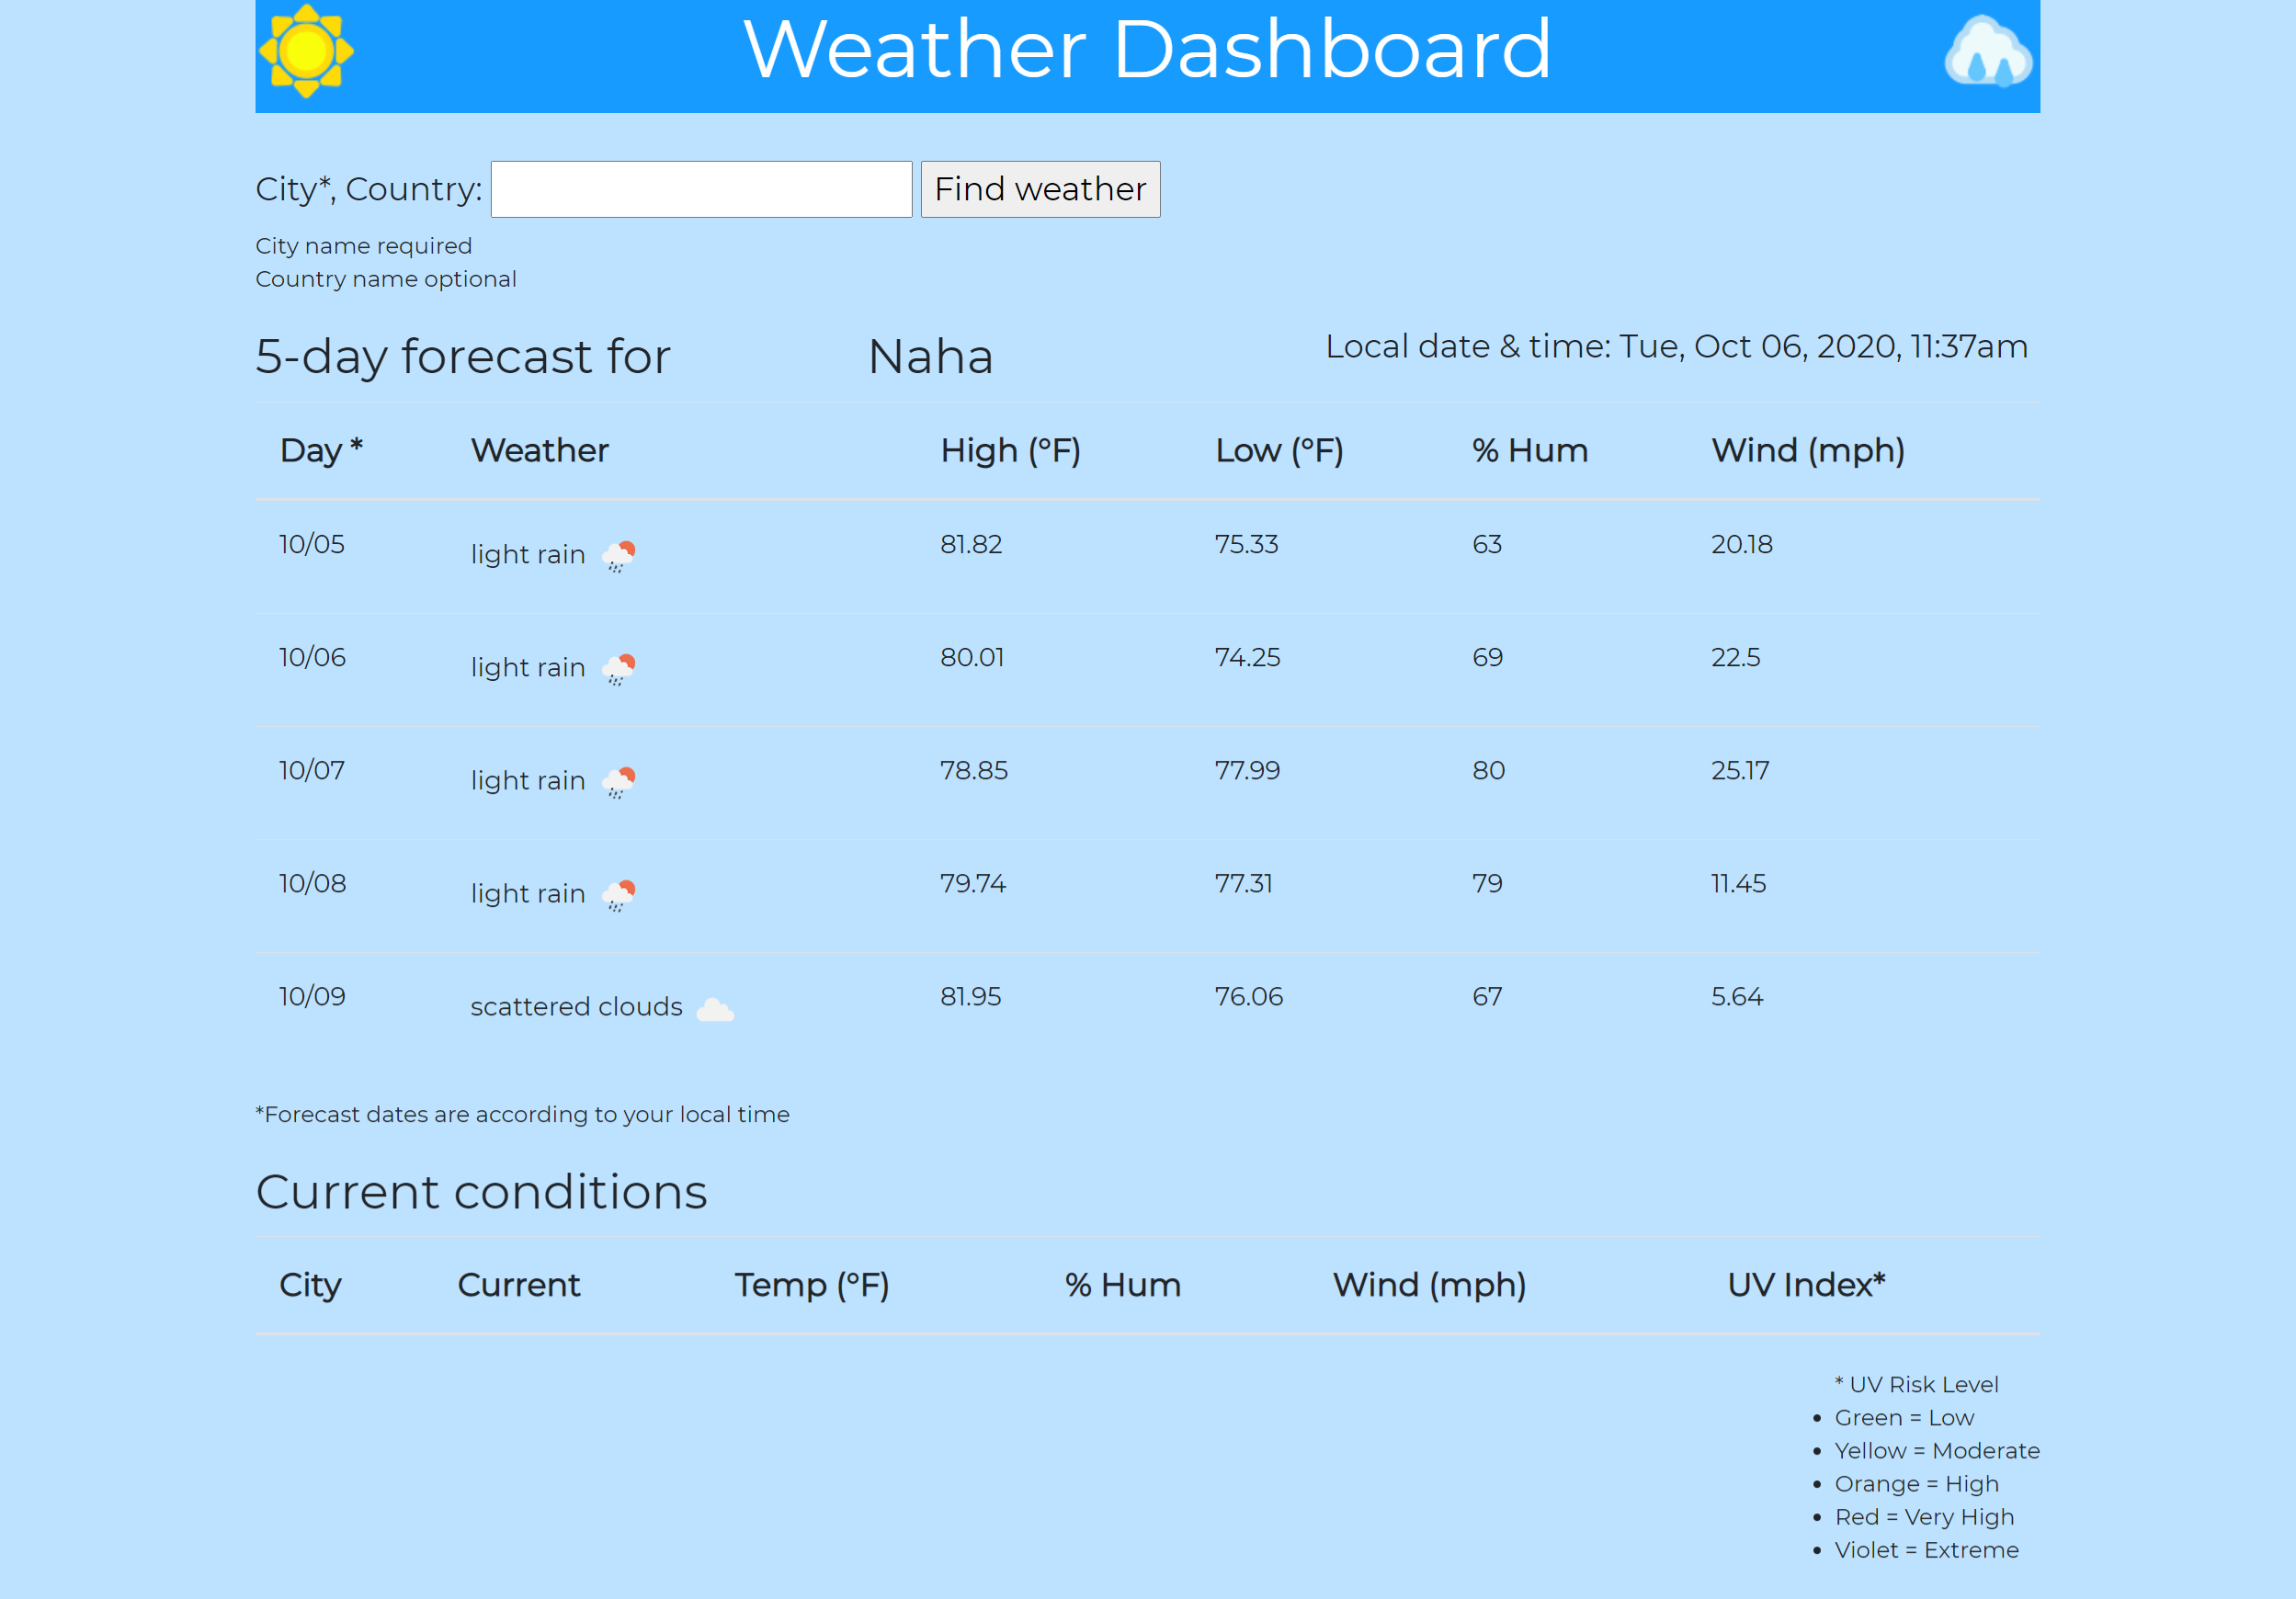 Weather Dashboard
City*, Country: Find weather
City name required
Country name optional
5-day forecast for Naha Local date & time: Tue, Oct 06, 2020, 11:37am
Day * Weather High (°F) Low (°F) % Hum Wind (mph)
10/05 light rain 81.82 75.33 63 20.18
10/06 light rain 80.01 74.25 69 22.5
10/07 light rain 78.85 77.99 80 25.17
10/08 light rain 79.74 77.31 79 11.45
10/09 scattered clouds 81.95 76.06 67 5.64
*Forecast dates are according to your local time
Current conditions
City Current Temp (°F) % Hum Wind (mph) UV Index*
* UV Risk Level
• Green = Low
• Yellow = Moderate
• Orange = High
• Red = Very High
• Violet = Extreme